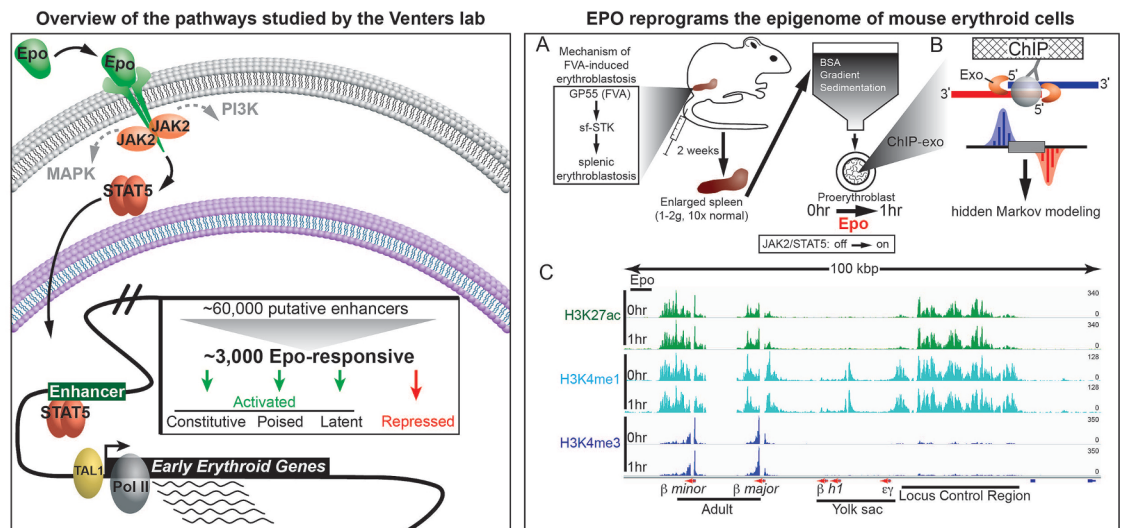 Overview of the pathways studied by the Venters lab
Epo
Epo
PI3K
JAK2
JAK2
MAPK
STAT5
~60,000 putative enhancers
~3,000 Epo-responsive
Activated
Constitutive Poised Latent Repressed
Enhancer
STAT5
TAL1
Early Erythroid Genes
Pol II
EPO reprograms the epigenome of mouse erythroid cells
A
Mechanism of
FVA-induced
erythroblastosis
GP55 (FVA)
sf-STK
splenic
erythroblastosis
2 weeks
Enlarged spleen
(1-2g, 10x normal)
BSA
Gradient
Sedimentation
ChIP-exo
Proerythroblast
0hr 1hr
Epo
JAK2/STAT5: off on
B
ChIP
Exo
5'
3'
3'
5'
hidden Markov modeling
C
100 kbp
Epo
H3K27ac
0hr
340
0
1hr
340
0
H3K4me1
0hr
128
0
1hr
128
0
H3K4me3
0hr
350
0
1hr
350
0
β minor β major β h1 εγ Locus Control Region
Adult Yolk sac